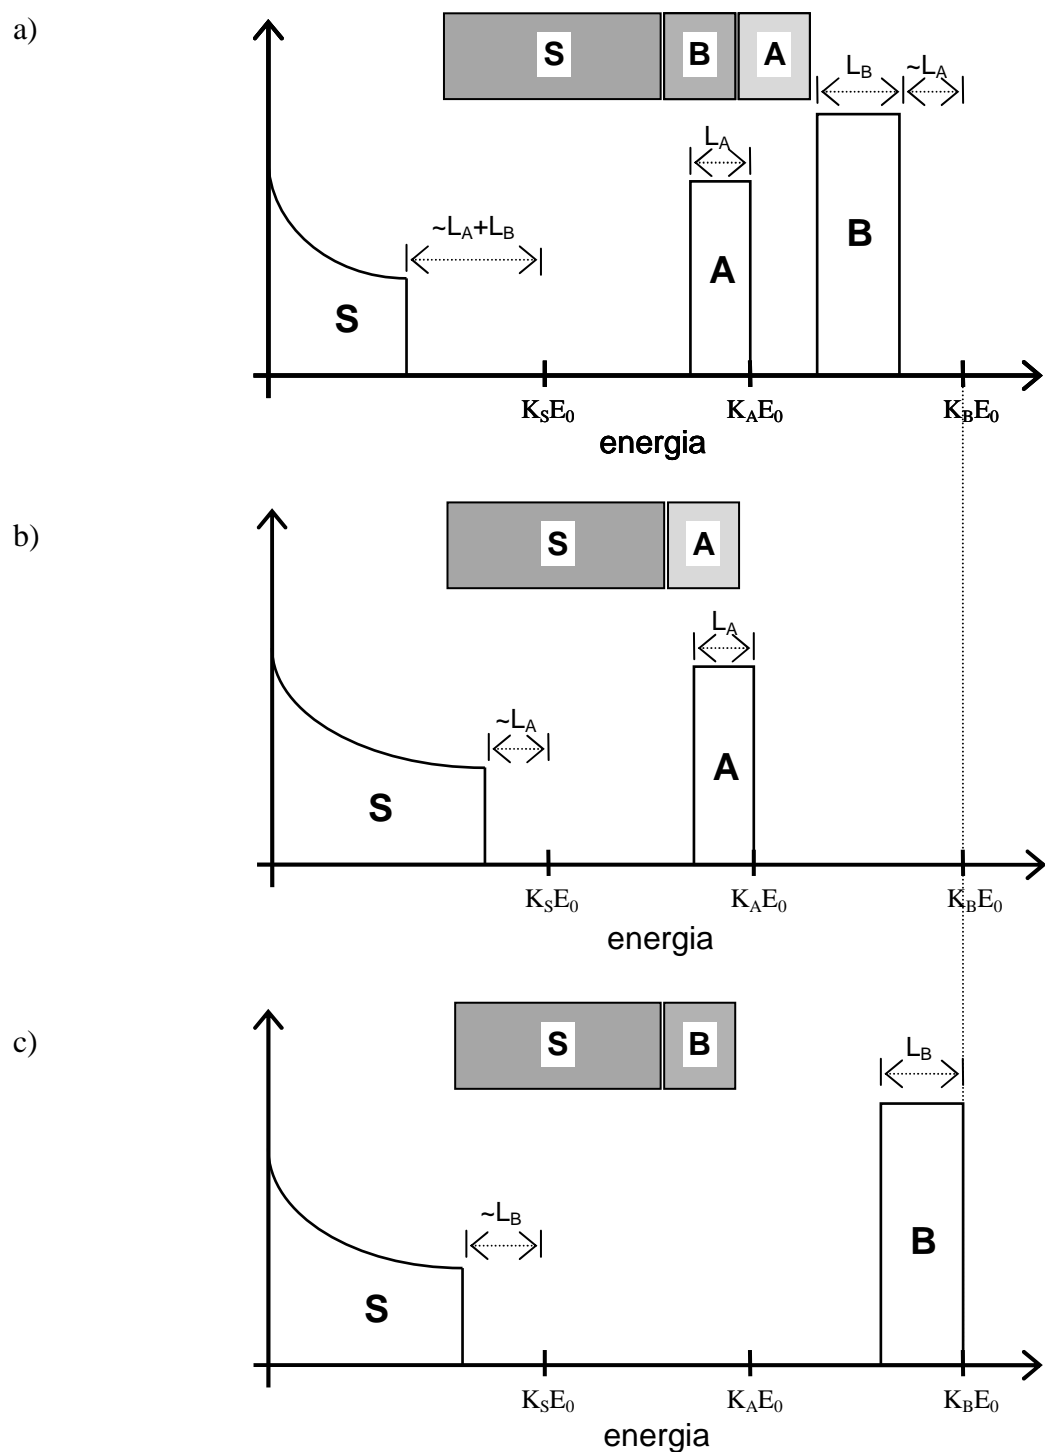 a)
S B A
L_B ~L_A
L_A
~L_A+L_B
B
A
S
K_SE_0 K_AE_0 K_BE_0
energia
b)
S A
L_A
~L_A
A
S
K_SE_0 K_AE_0 K_BE_0
energia
c)
S B
L_B
~L_B
B
S
K_SE_0 K_AE_0 K_BE_0
energia